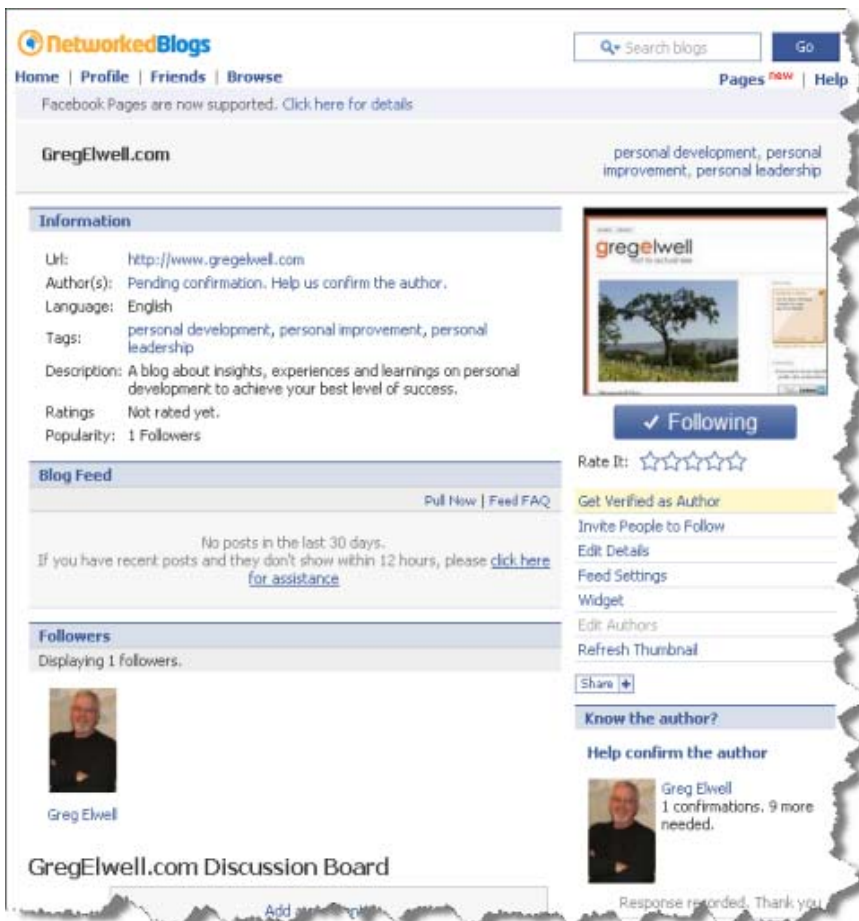 NetworkedBlogs
Search blogs
Go
Home | Profile | Friends | Browse
Pages new | Help
Facebook Pages are now supported. Click here for details
GregElwell.com
personal development, personal
improvement, personal leadership
Information
Url: http://www.gregelwell.com
Author(s): Pending confirmation. Help us confirm the author.
Language: English
Tags: personal development, personal improvement, personal
leadership
Description: A blog about insights, experiences and learnings on personal
development to achieve your best level of success.
Ratings Not rated yet.
Popularity: 1 Followers
Blog Feed
Pull Now | Feed FAQ
No posts in the last 30 days.
If you have recent posts and they don't show within 12 hours, please click here
for assistance
Followers
Displaying 1 followers.
Greg Elwell
GregElwell.com Discussion Board
Add
gregelwell
Following
Rate It:
Get Verified as Author
Invite People to Follow
Edit Details
Feed Settings
Widget
Edit Authors
Refresh Thumbnail
Share +
Know the author?
Help confirm the author
Greg Elwell
1 confirmations. 9 more
needed.
Response recorded. Thank you